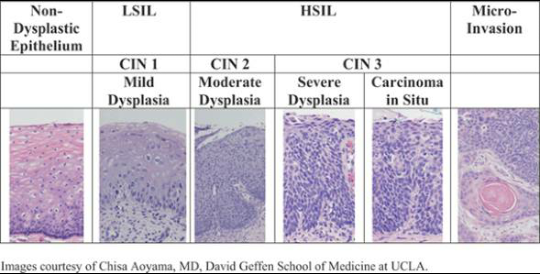 Non-Dysplastic Epithelium LSIL HSIL Micro-Invasion
CIN 1 CIN 2 CIN 3
Mild Dysplasia Moderate Dysplasia Severe Dysplasia Carcinoma in Situ
Images courtesy of Chisa Aoyama, MD, David Geffen School of Medicine at UCLA.